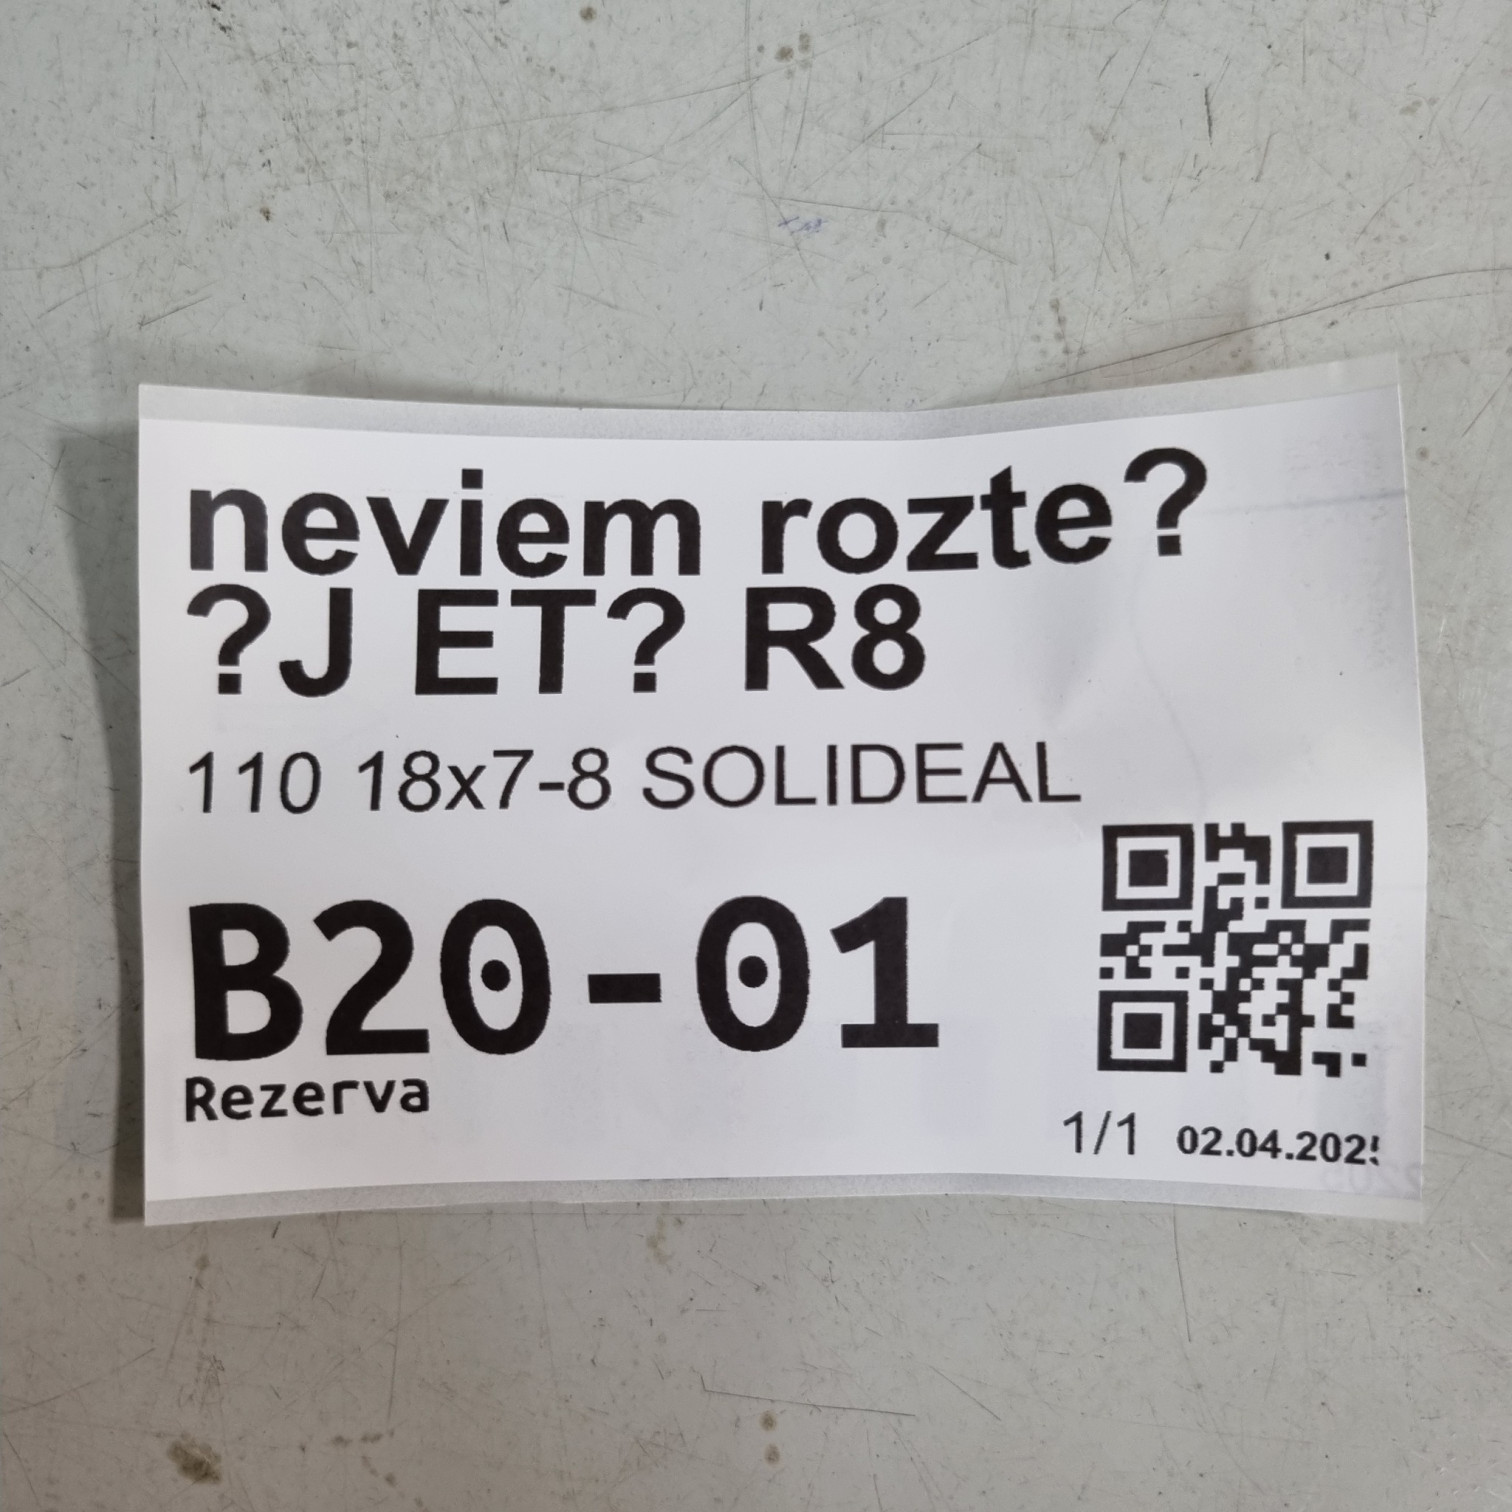 neviem rozte?
?J ET? R8
110 18x7-8 SOLIDEAL
B20-01
Rezerva
1/1 02.04.2025